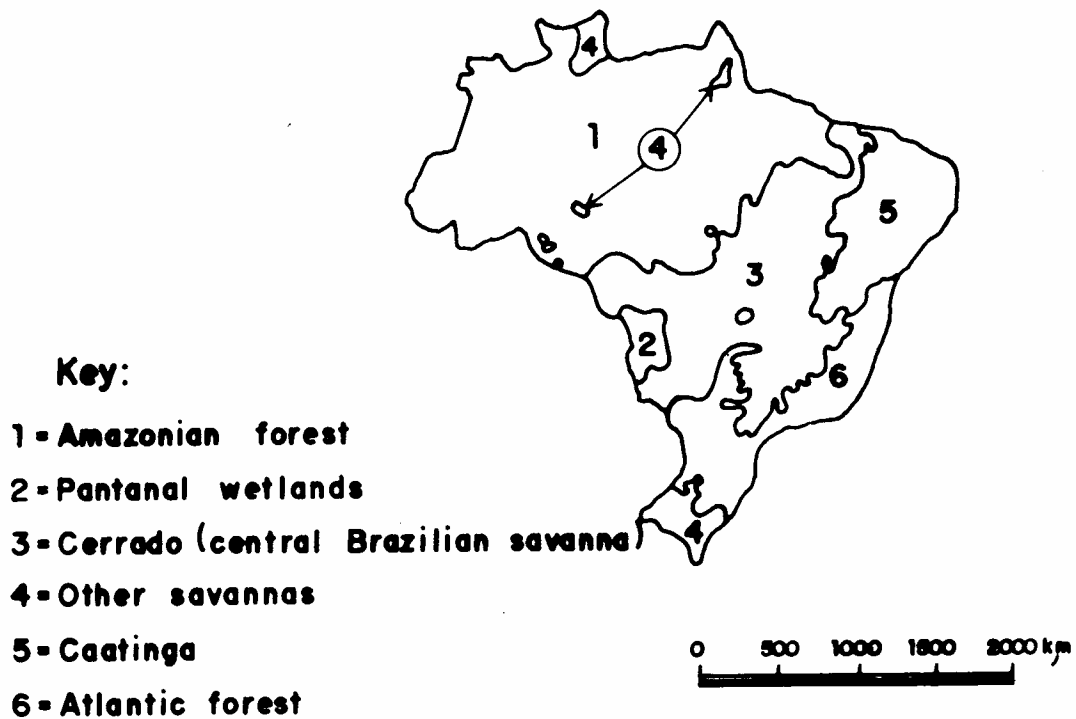 4
1
4
5
3
2
6
4
Key:
1 = Amazonian forest
2 = Pantanal wetlands
3 = Cerrado (central Brazilian savanna)
4 = Other savannas
5 = Caatinga
6 = Atlantic forest
0 500 1000 1500 2000 km